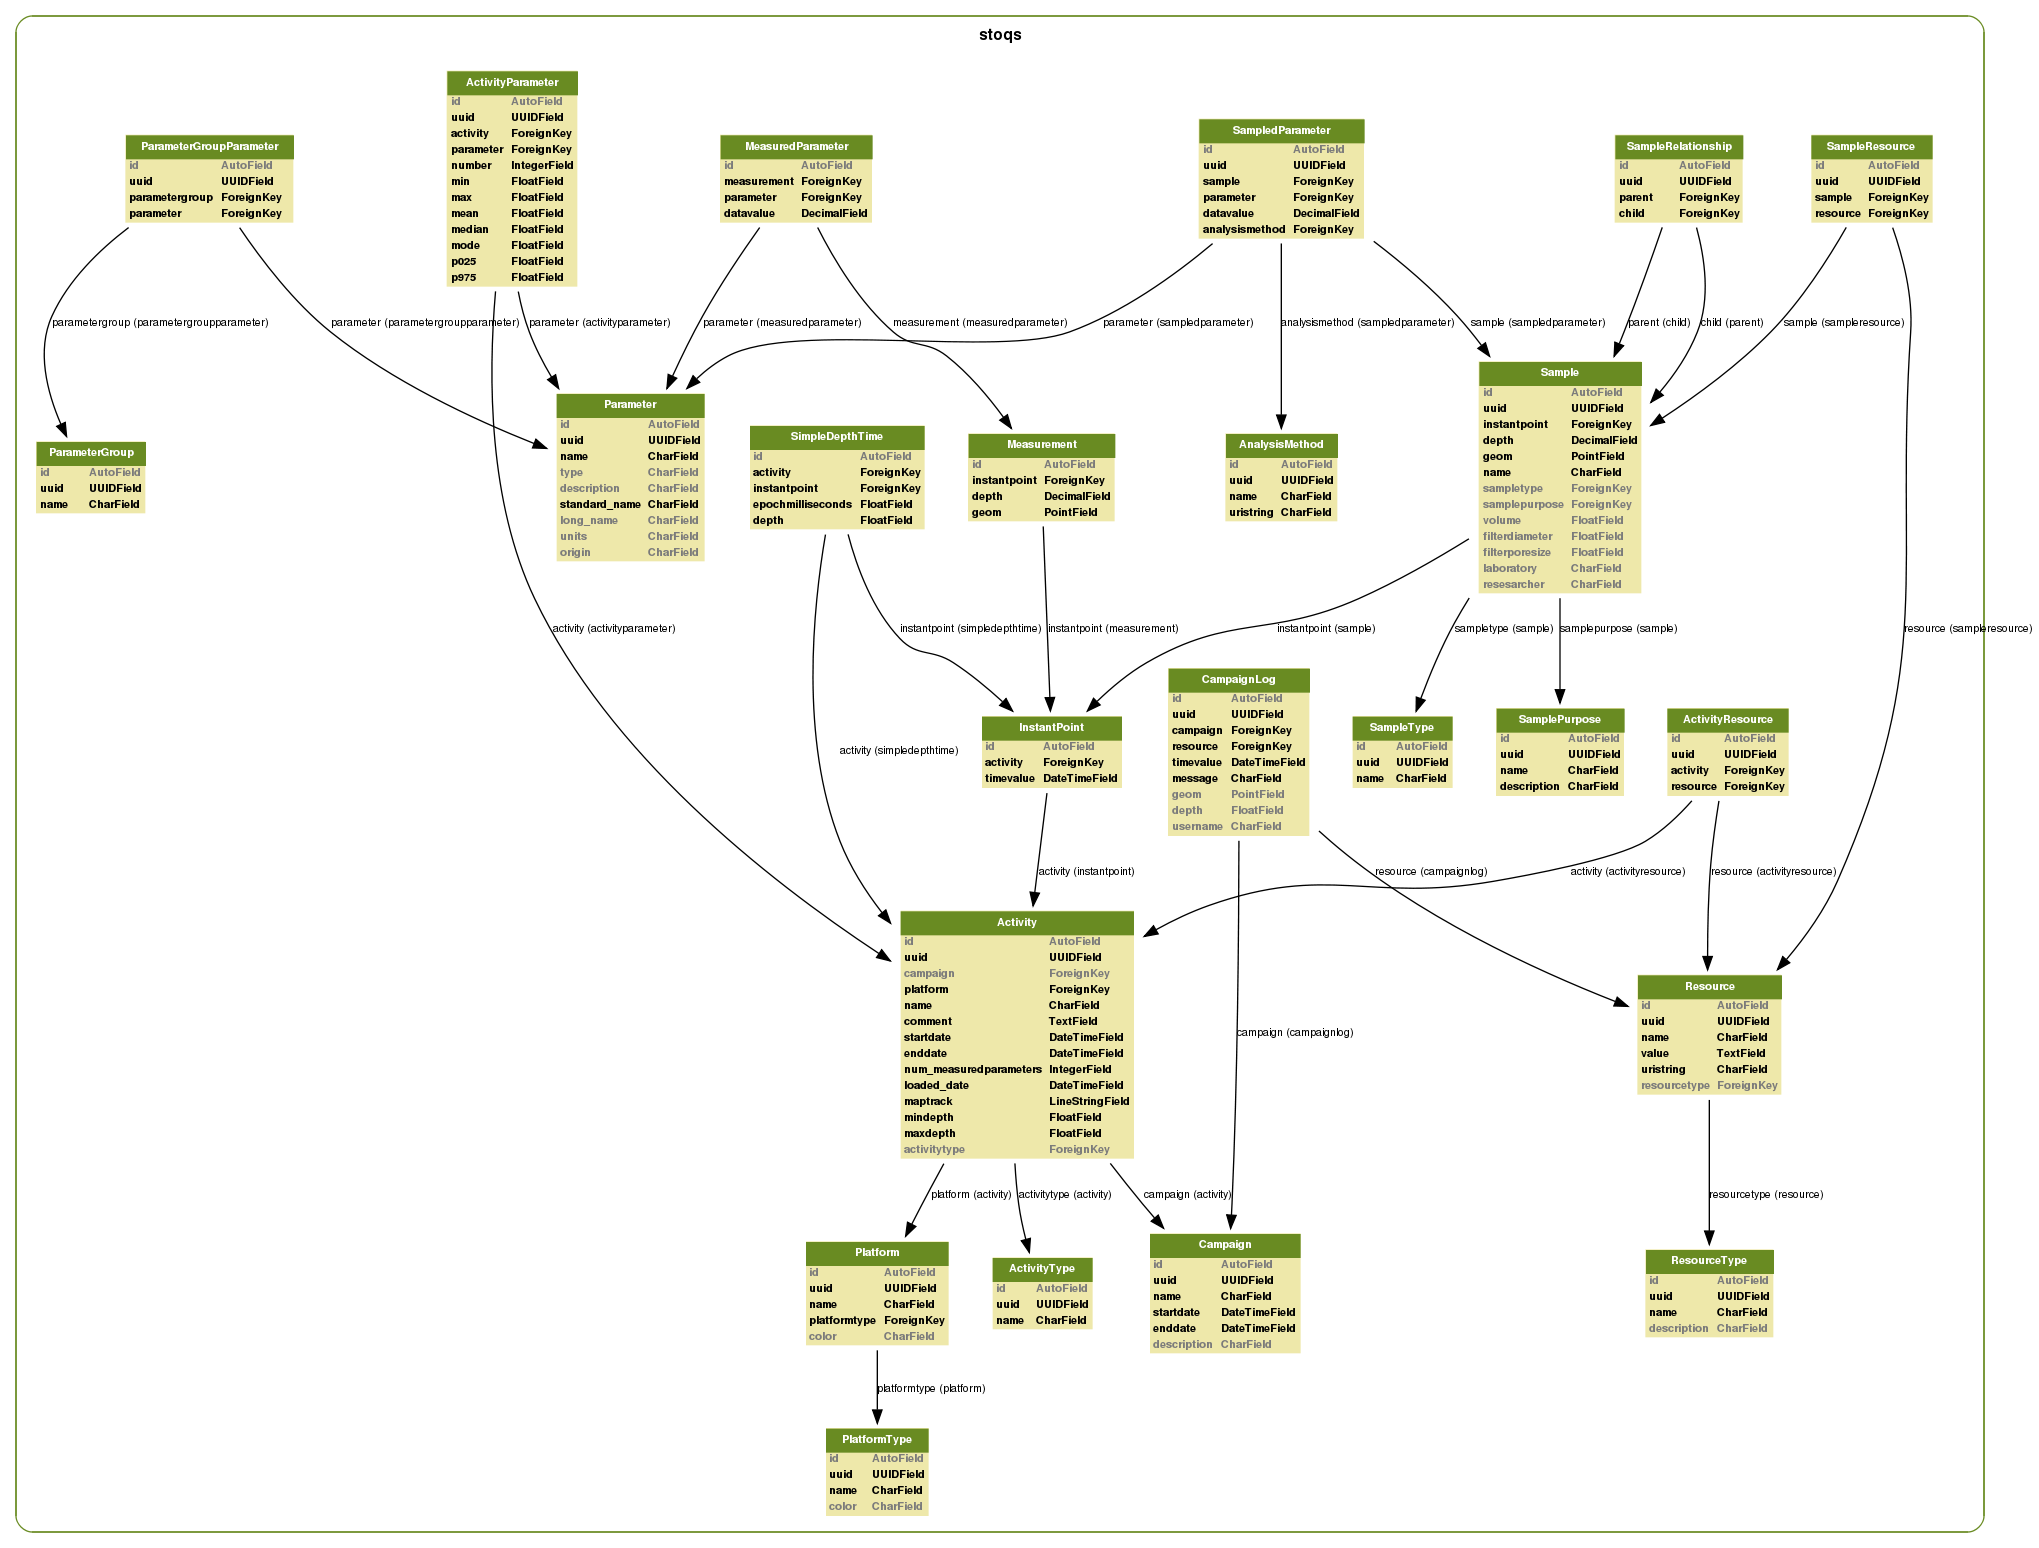 stoqs
ActivityParameter
id AutoField
uuid UUIDField
activity ForeignKey
parameter ForeignKey
number IntegerField
min FloatField
max FloatField
mean FloatField
median FloatField
mode FloatField
p025 FloatField
p975 FloatField
ParameterGroupParameter
id AutoField
uuid UUIDField
parametergroup ForeignKey
parameter ForeignKey
MeasuredParameter
id AutoField
measurement ForeignKey
parameter ForeignKey
datavalue DecimalField
SampledParameter
id AutoField
uuid UUIDField
sample ForeignKey
parameter ForeignKey
datavalue DecimalField
analysismethod ForeignKey
SampleRelationship
id AutoField
uuid UUIDField
parent ForeignKey
child ForeignKey
SampleResource
id AutoField
uuid UUIDField
sample ForeignKey
resource ForeignKey
parametergroup (parametergroupparameter)
parameter (parametergroupparameter)
parameter (activityparameter)
parameter (measuredparameter)
measurement (measuredparameter)
parameter (sampledparameter)
analysismethod (sampledparameter)
sample (sampledparameter)
parent (child)
child (parent)
sample (sampleresource)
ParameterGroup
id AutoField
uuid UUIDField
name CharField
Parameter
id AutoField
uuid UUIDField
name CharField
type CharField
description CharField
standard_name CharField
long_name CharField
units CharField
origin CharField
SimpleDepthTime
id AutoField
activity ForeignKey
instantpoint ForeignKey
epochmilliseconds FloatField
depth FloatField
Measurement
id AutoField
instantpoint ForeignKey
depth DecimalField
geom PointField
AnalysisMethod
id AutoField
uuid UUIDField
name CharField
uristring CharField
Sample
id AutoField
uuid UUIDField
instantpoint ForeignKey
depth DecimalField
geom PointField
name CharField
sampletype ForeignKey
samplepurpose ForeignKey
volume FloatField
filterdiameter FloatField
filterporesize FloatField
laboratory CharField
resesarcher CharField
activity (activityparameter)
instantpoint (simpledepthtime)
instantpoint (measurement)
instantpoint (sample)
sampletype (sample)
samplepurpose (sample)
resource (sampleresource)
InstantPoint
id AutoField
activity ForeignKey
timevalue DateTimeField
CampaignLog
id AutoField
uuid UUIDField
campaign ForeignKey
resource ForeignKey
timevalue DateTimeField
message CharField
geom PointField
depth FloatField
username CharField
SampleType
id AutoField
uuid UUIDField
name CharField
SamplePurpose
id AutoField
uuid UUIDField
name CharField
description CharField
ActivityResource
id AutoField
uuid UUIDField
activity ForeignKey
resource ForeignKey
activity (simpledepthtime)
activity (instantpoint)
resource (campaignlog)
activity (activityresource)
resource (activityresource)
Activity
id AutoField
uuid UUIDField
campaign ForeignKey
platform ForeignKey
name CharField
comment TextField
startdate DateTimeField
enddate DateTimeField
num_measuredparameters IntegerField
loaded_date DateTimeField
maptrack LineStringField
mindepth FloatField
maxdepth FloatField
activitytype ForeignKey
campaign (campaignlog)
Resource
id AutoField
uuid UUIDField
name CharField
value TextField
uristring CharField
resourcetype ForeignKey
platform (activity)
activitytype (activity)
campaign (activity)
resourcetype (resource)
Platform
id AutoField
uuid UUIDField
name CharField
platformtype ForeignKey
color CharField
ActivityType
id AutoField
uuid UUIDField
name CharField
Campaign
id AutoField
uuid UUIDField
name CharField
startdate DateTimeField
enddate DateTimeField
description CharField
ResourceType
id AutoField
uuid UUIDField
name CharField
description CharField
platformtype (platform)
PlatformType
id AutoField
uuid UUIDField
name CharField
color CharField